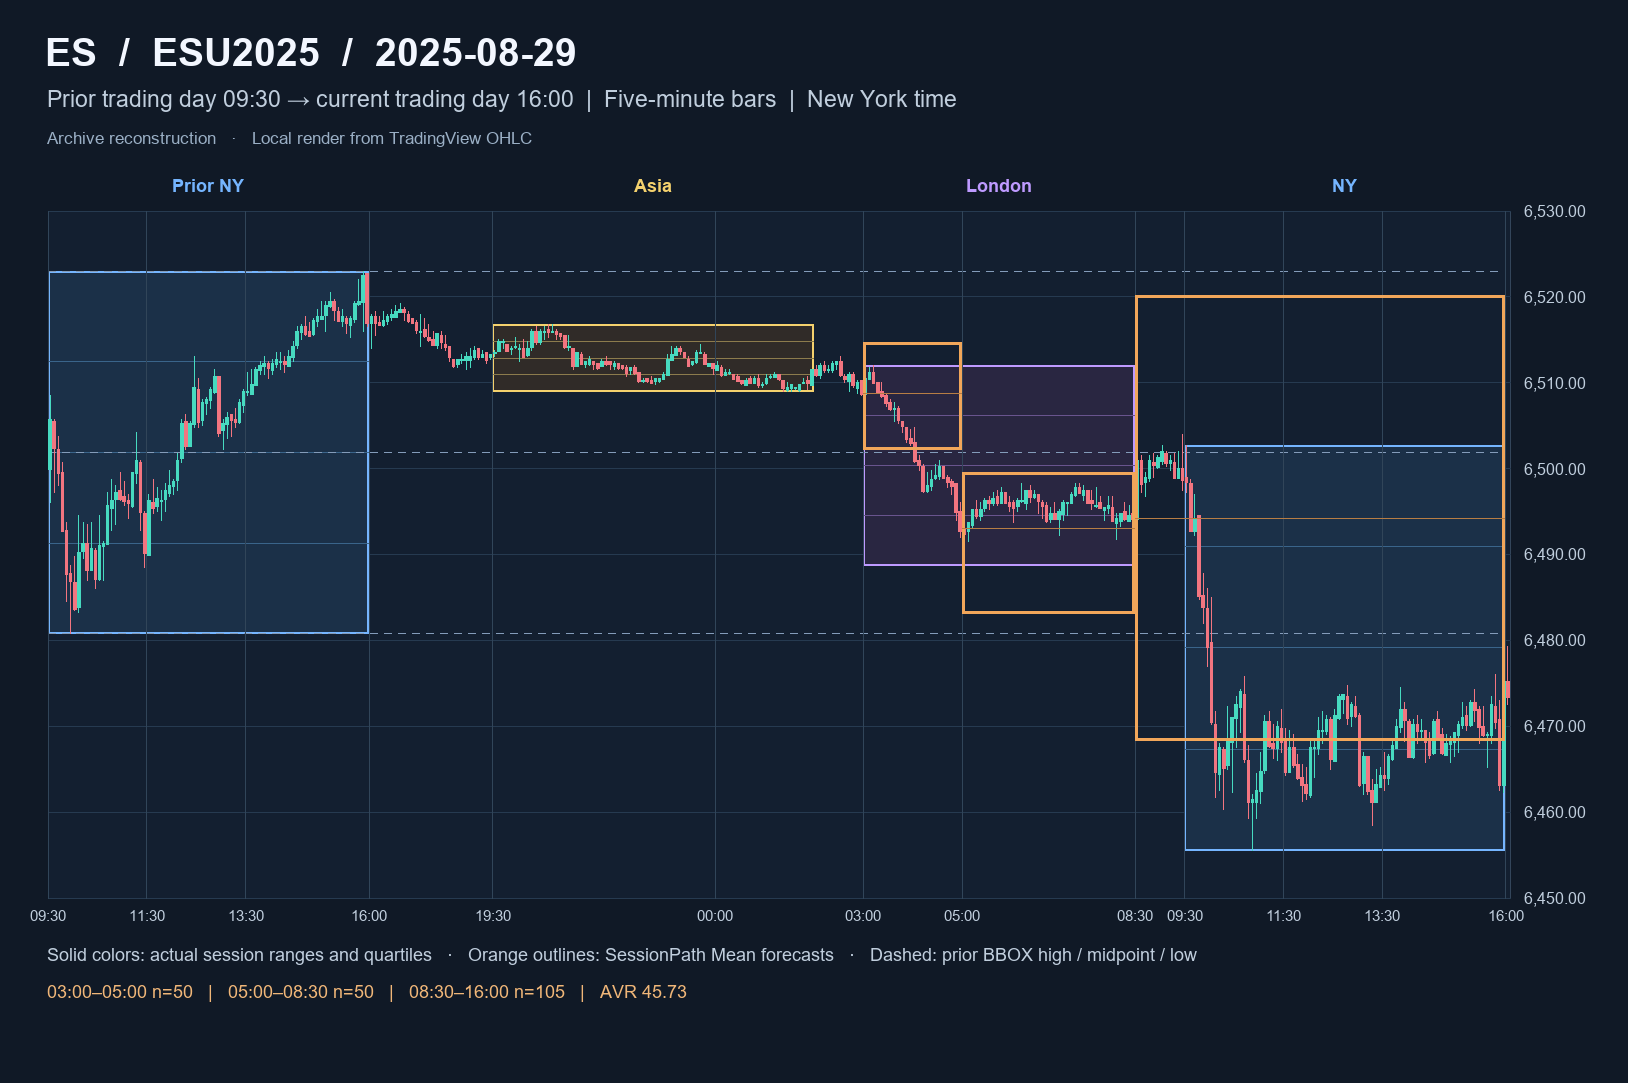 ES / ESU2025 / 2025-08-29
Prior trading day 09:30 → current trading day 16:00 | Five-minute bars | New York time
Archive reconstruction · Local render from TradingView OHLC
Prior NY Asia London NY
6,530.00
6,520.00
6,510.00
6,500.00
6,490.00
6,480.00
6,470.00
6,460.00
6,450.00
09:30 11:30 13:30 16:00 19:30 00:00 03:00 05:00 08:30 09:30 11:30 13:30 16:00
Solid colors: actual session ranges and quartiles · Orange outlines: SessionPath Mean forecasts · Dashed: prior BBOX high / midpoint / low
03:00–05:00 n=50 | 05:00–08:30 n=50 | 08:30–16:00 n=105 | AVR 45.73